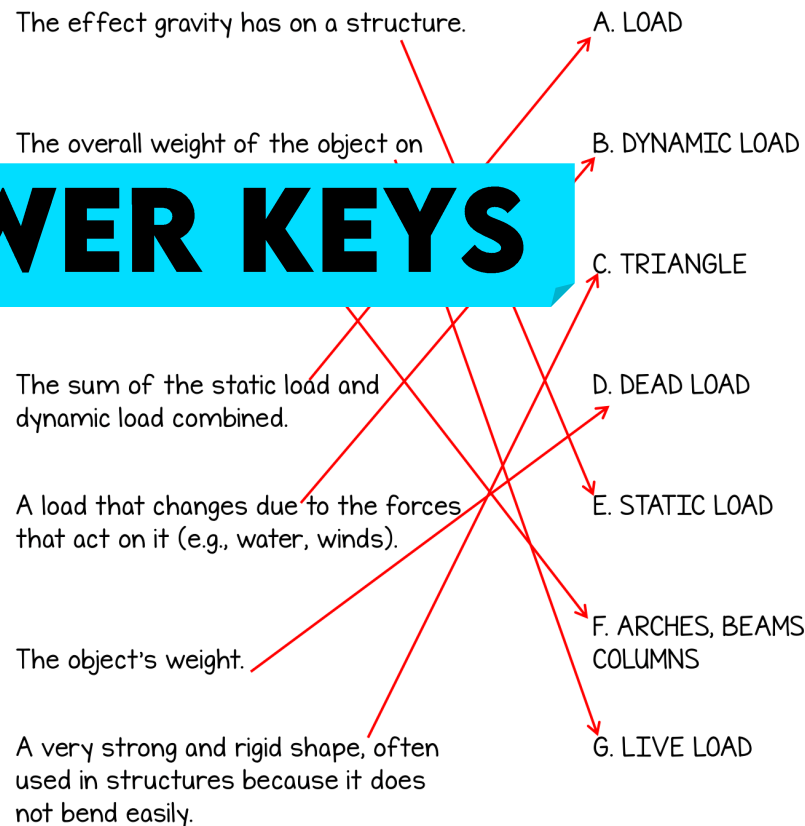 The effect gravity has on a structure.
A. LOAD
The overall weight of the object on
B. DYNAMIC LOAD
WER KEYS
C. TRIANGLE
The sum of the static load and
dynamic load combined.
D. DEAD LOAD
A load that changes due to the forces
that act on it (e.g., water, winds).
E. STATIC LOAD
The object's weight.
F. ARCHES, BEAMS
COLUMNS
A very strong and rigid shape, often
used in structures because it does
not bend easily.
G. LIVE LOAD